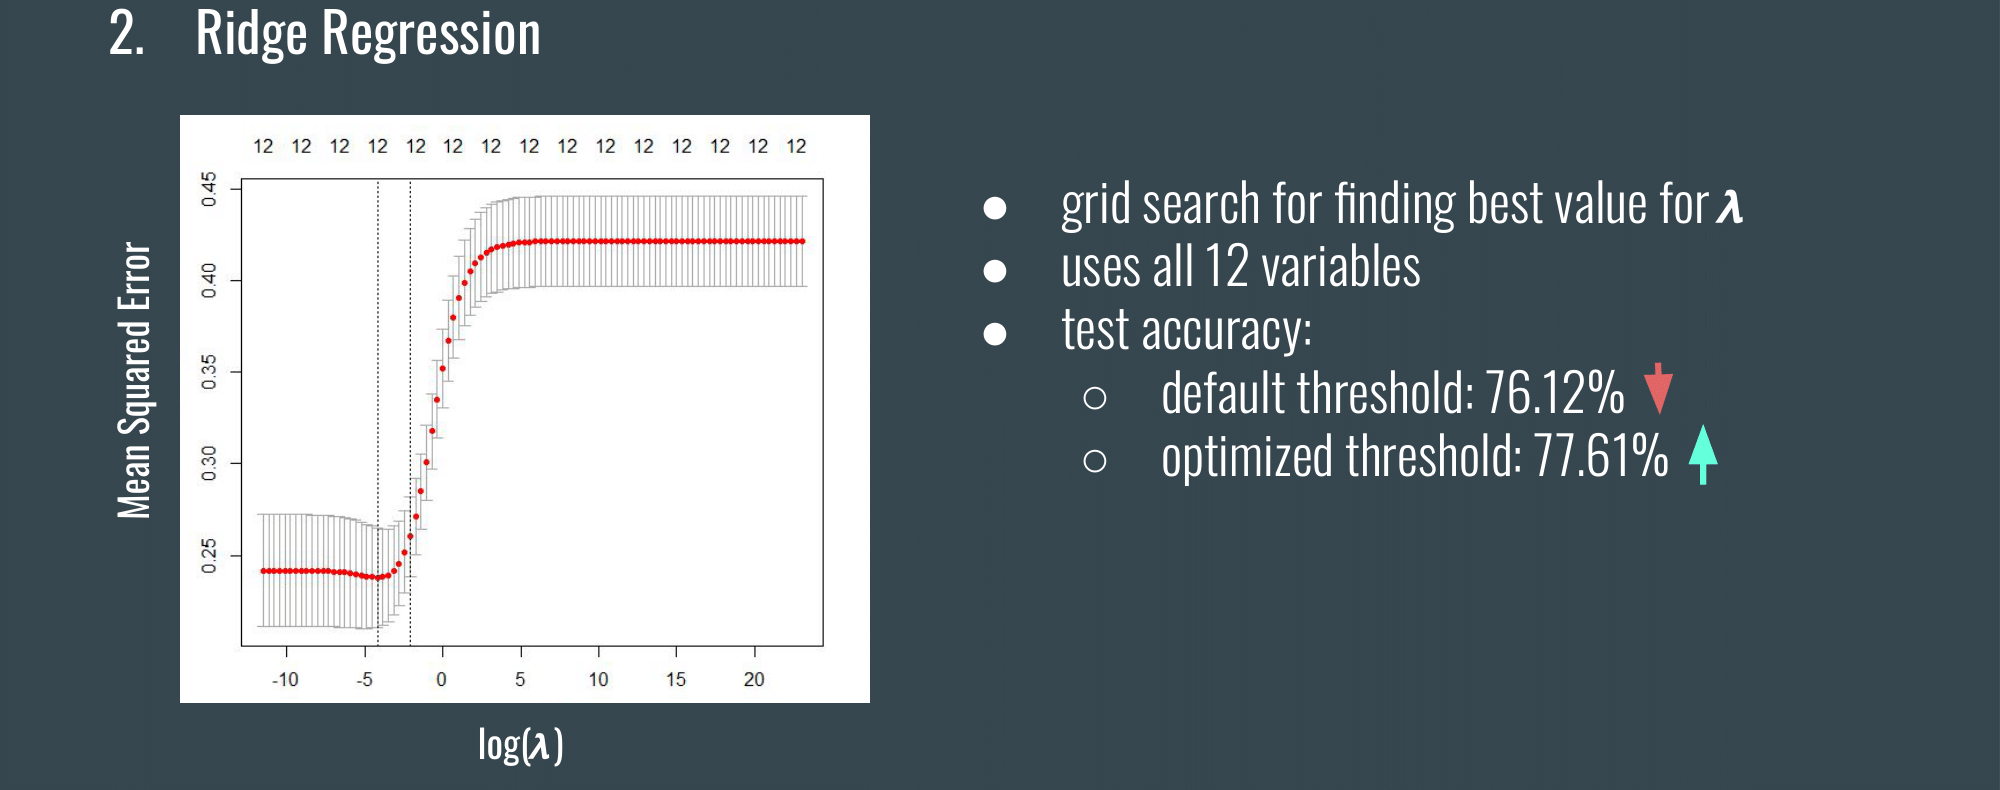 2. Ridge Regression
12 12 12 12 12 12 12 12 12 12 12 12 12 12 12
0.45
0.40
0.35
0.30
0.25
Mean Squared Error
-10 -5 0 5 10 15 20
log(λ)
● grid search for finding best value for λ
● uses all 12 variables
● test accuracy:
○ default threshold: 76.12%
○ optimized threshold: 77.61%